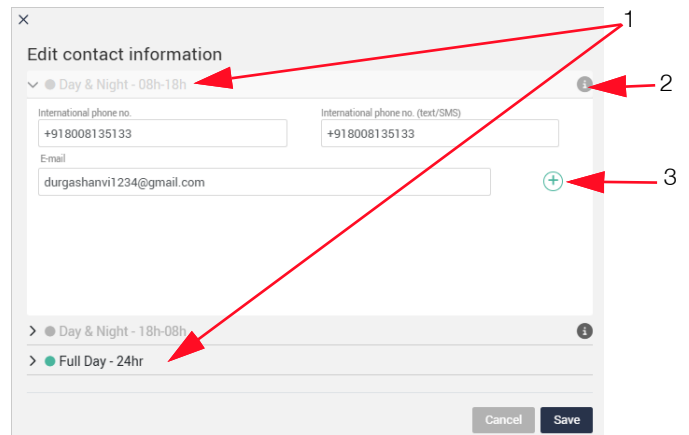 1
Edit contact information
Day & Night - 08h-18h
2
International phone no.
International phone no. (text/SMS)
+918008135133
+918008135133
E-mail
durgashanvi1234@gmail.com
3
Day & Night - 18h-08h
Full Day - 24hr
Cancel
Save